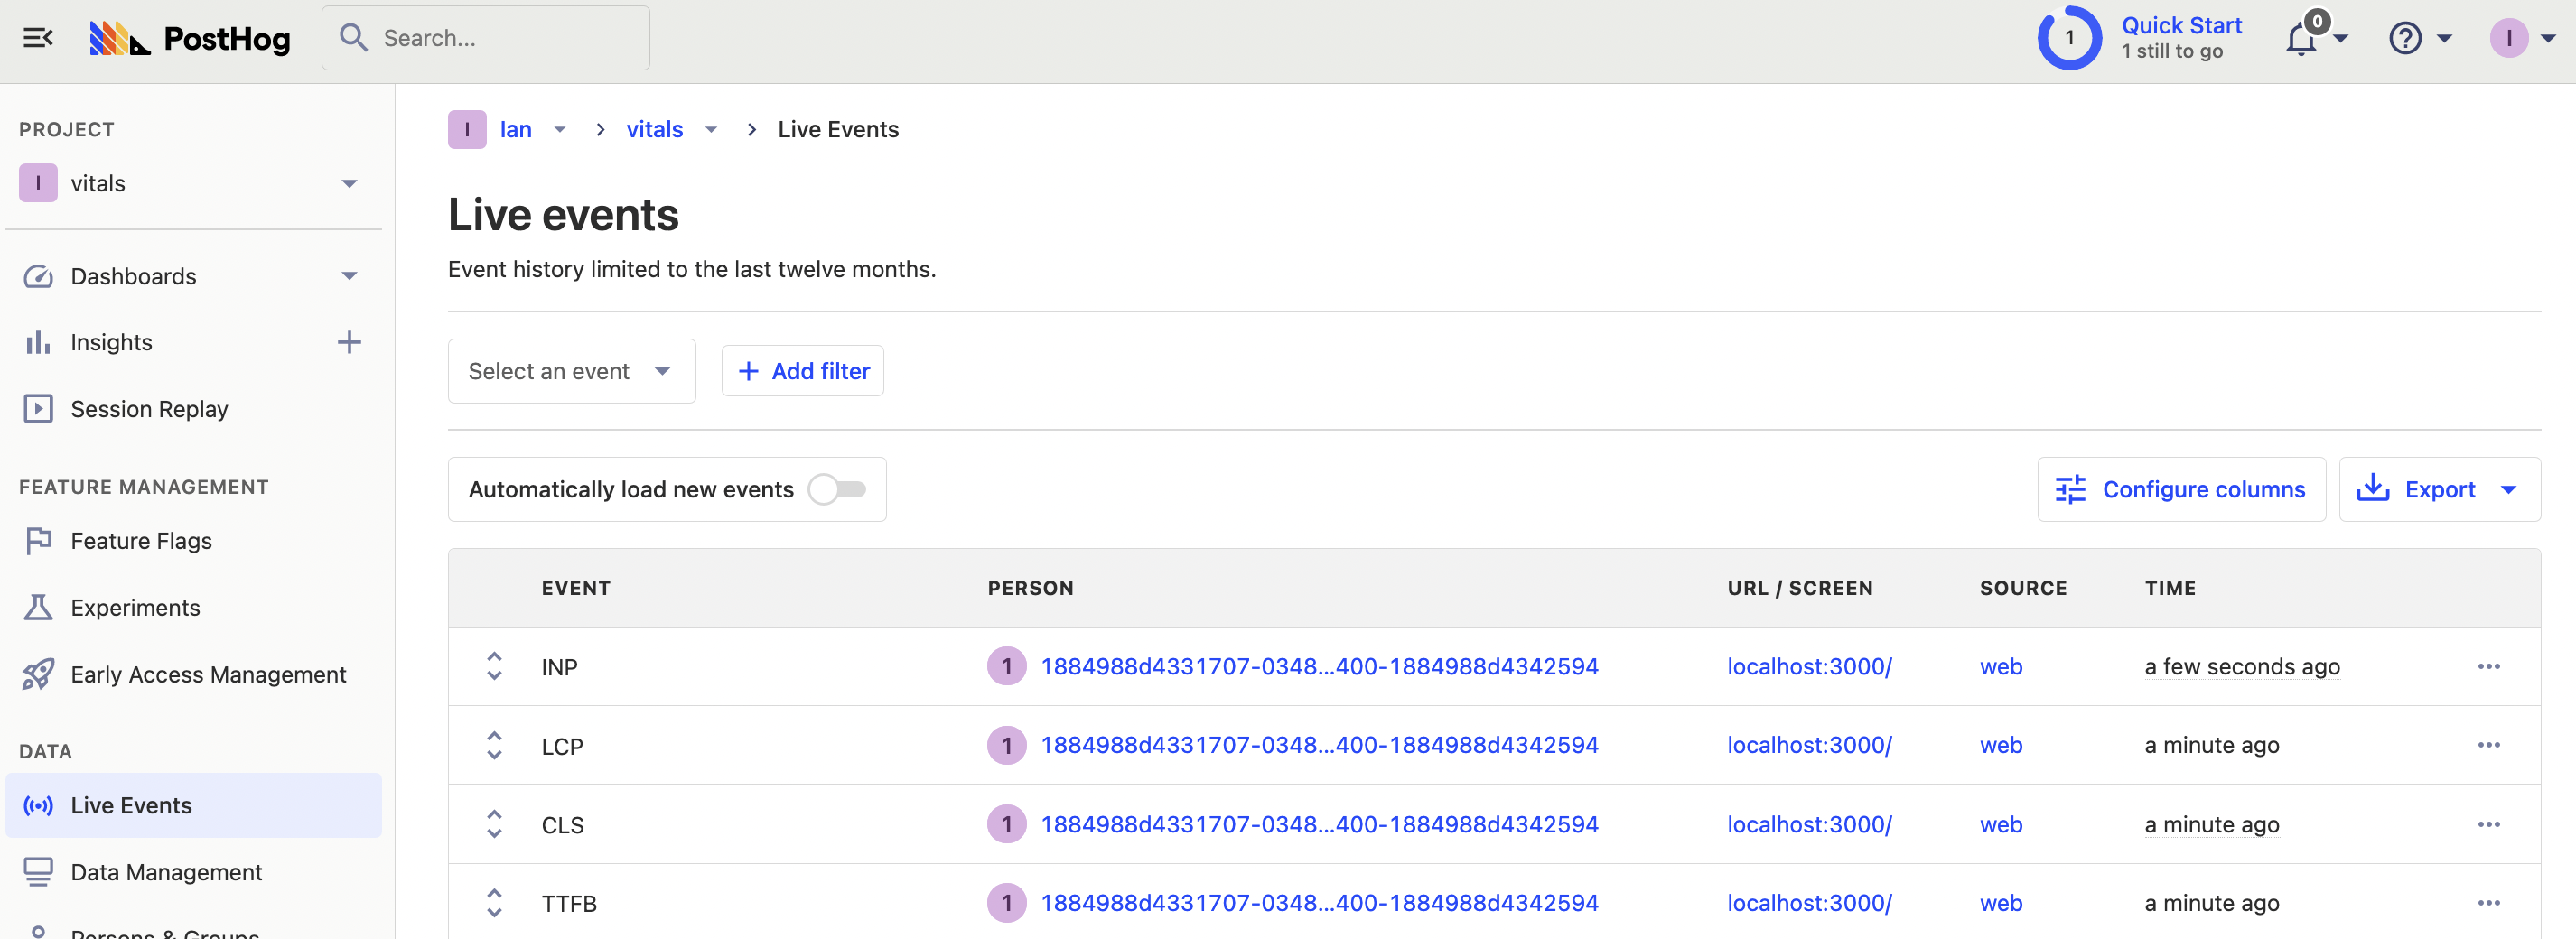 PostHog
Search...
1
Quick Start
1 still to go
0
I
PROJECT
I vitals
Dashboards
Insights
Session Replay
FEATURE MANAGEMENT
Feature Flags
Experiments
Early Access Management
DATA
Live Events
Data Management
Persons & Groups
I Ian > vitals > Live Events
Live events
Event history limited to the last twelve months.
Select an event
Add filter
Automatically load new events
Configure columns
Export
EVENT PERSON URL / SCREEN SOURCE TIME
INP 1 1884988d4331707-0348...400-1884988d4342594 localhost:3000/ web a few seconds ago
LCP 1 1884988d4331707-0348...400-1884988d4342594 localhost:3000/ web a minute ago
CLS 1 1884988d4331707-0348...400-1884988d4342594 localhost:3000/ web a minute ago
TTFB 1 1884988d4331707-0348...400-1884988d4342594 localhost:3000/ web a minute ago